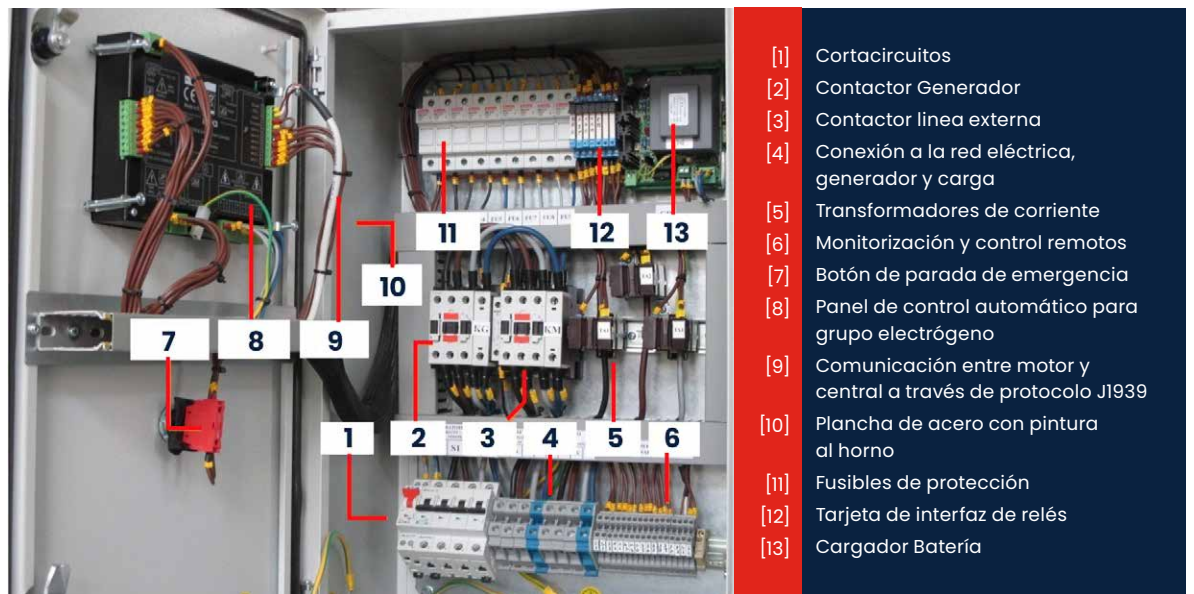 11
12
13
10
7
8
9
KG
KM
1
2
3
4
5
6
S1
[1] Cortacircuitos
[2] Contactor Generador
[3] Contactor linea externa
[4] Conexión a la red eléctrica,
generador y carga
[5] Transformadores de corriente
[6] Monitorización y control remotos
[7] Botón de parada de emergencia
[8] Panel de control automático para
grupo electrógeno
[9] Comunicación entre motor y
central a través de protocolo J1939
[10] Plancha de acero con pintura
al horno
[11] Fusibles de protección
[12] Tarjeta de interfaz de relés
[13] Cargador Batería